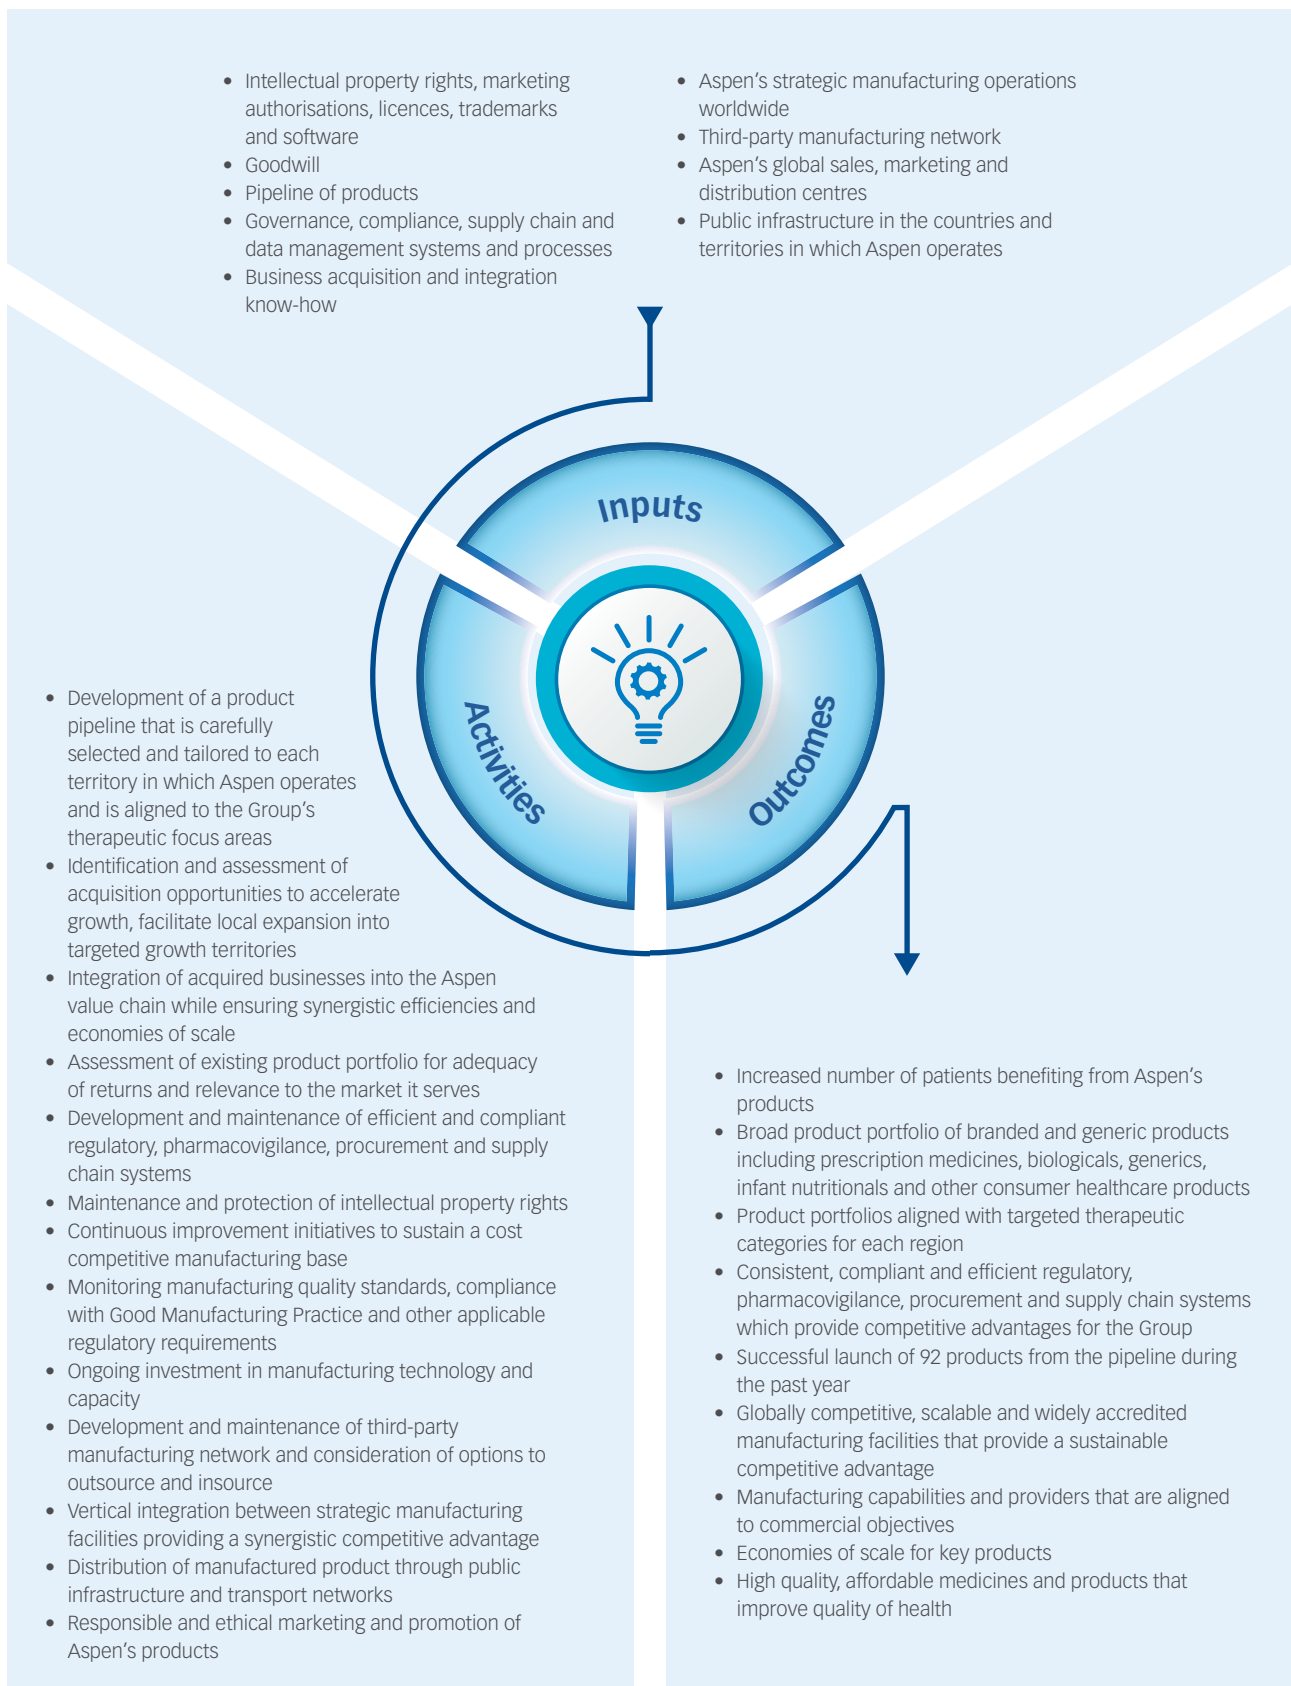 • Intellectual property rights, marketing
authorisations, licences, trademarks
and software
• Goodwill
• Pipeline of products
• Governance, compliance, supply chain and
data management systems and processes
• Business acquisition and integration
know-how
• Aspen's strategic manufacturing operations
worldwide
• Third-party manufacturing network
• Aspen's global sales, marketing and
distribution centres
• Public infrastructure in the countries and
territories in which Aspen operates
Inputs
Activities
Outcomes
• Development of a product
pipeline that is carefully
selected and tailored to each
territory in which Aspen operates
and is aligned to the Group's
therapeutic focus areas
• Identification and assessment of
acquisition opportunities to accelerate
growth, facilitate local expansion into
targeted growth territories
• Integration of acquired businesses into the Aspen
value chain while ensuring synergistic efficiencies and
economies of scale
• Assessment of existing product portfolio for adequacy
of returns and relevance to the market it serves
• Development and maintenance of efficient and compliant
regulatory, pharmacovigilance, procurement and supply
chain systems
• Maintenance and protection of intellectual property rights
• Continuous improvement initiatives to sustain a cost
competitive manufacturing base
• Monitoring manufacturing quality standards, compliance
with Good Manufacturing Practice and other applicable
regulatory requirements
• Ongoing investment in manufacturing technology and
capacity
• Development and maintenance of third-party
manufacturing network and consideration of options to
outsource and insource
• Vertical integration between strategic manufacturing
facilities providing a synergistic competitive advantage
• Distribution of manufactured product through public
infrastructure and transport networks
• Responsible and ethical marketing and promotion of
Aspen's products
• Increased number of patients benefiting from Aspen's
products
• Broad product portfolio of branded and generic products
including prescription medicines, biologicals, generics,
infant nutritionals and other consumer healthcare products
• Product portfolios aligned with targeted therapeutic
categories for each region
• Consistent, compliant and efficient regulatory,
pharmacovigilance, procurement and supply chain systems
which provide competitive advantages for the Group
• Successful launch of 92 products from the pipeline during
the past year
• Globally competitive, scalable and widely accredited
manufacturing facilities that provide a sustainable
competitive advantage
• Manufacturing capabilities and providers that are aligned
to commercial objectives
• Economies of scale for key products
• High quality, affordable medicines and products that
improve quality of health